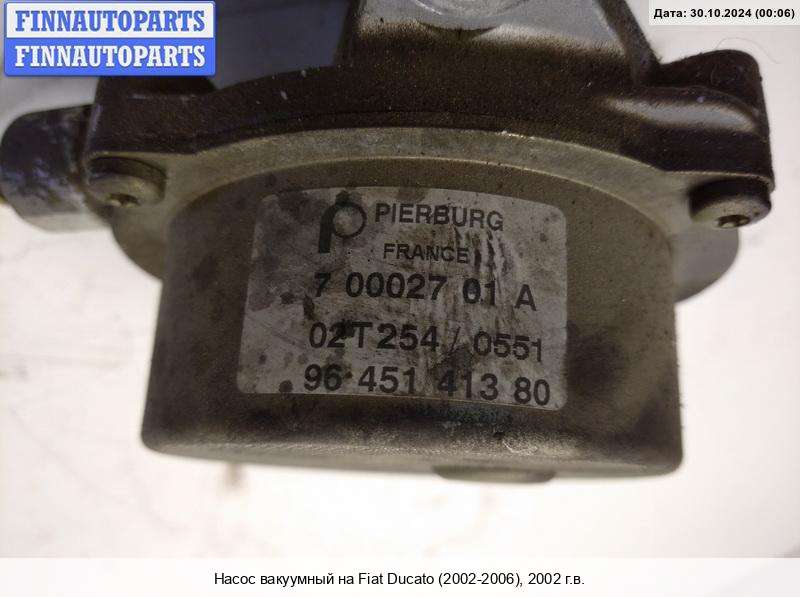 FINNAUTOPARTS
FINNAUTOPARTS
Дата: 30.10.2024 (00:06)
PIERBURG
FRANCE
7 00027 01 A
02T254 / 0551
96 451 413 80
Насос вакуумный на Fiat Ducato (2002-2006), 2002 г.в.